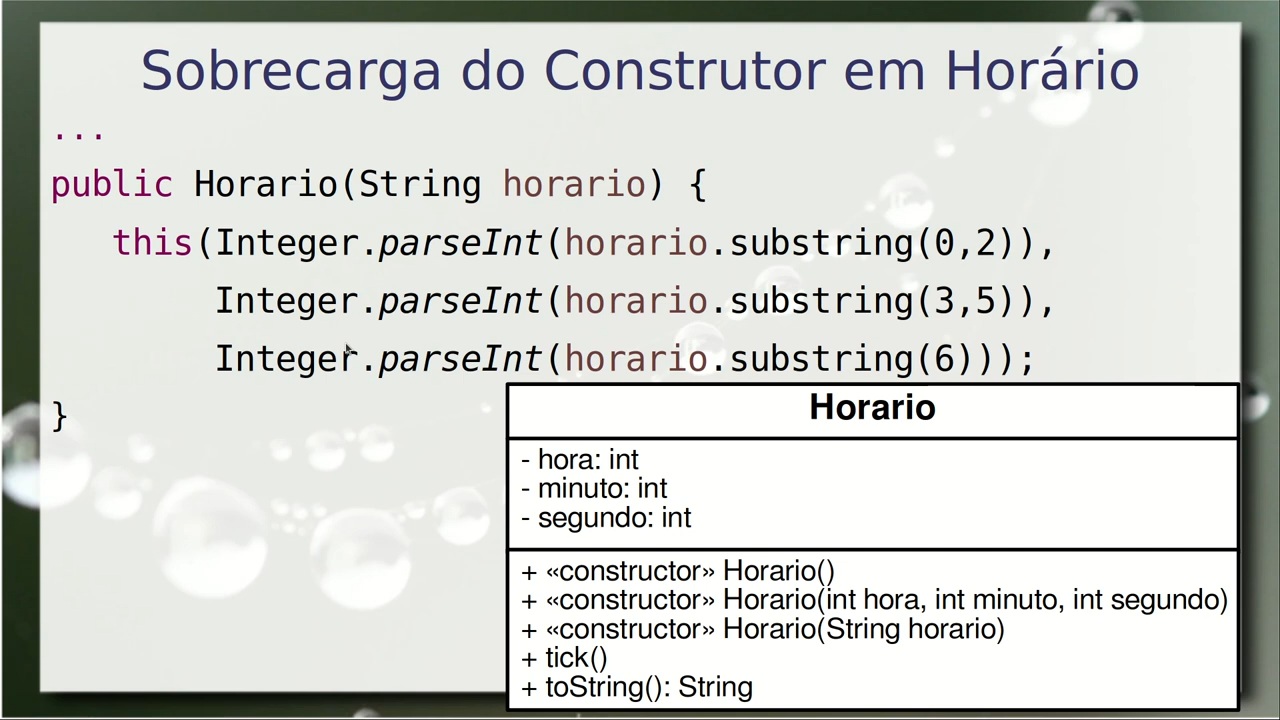 Sobrecarga do Construtor em Horário
...
public Horario(String horario) {
this(Integer.parseInt(horario.substring(0,2)),
Integer.parseInt(horario.substring(3,5)),
Integer.parseInt(horario.substring(6)));
}
Horario
- hora: int
- minuto: int
- segundo: int
+ «constructor» Horario()
+ «constructor» Horario(int hora, int minuto, int segundo)
+ «constructor» Horario(String horario)
+ tick()
+ toString(): String